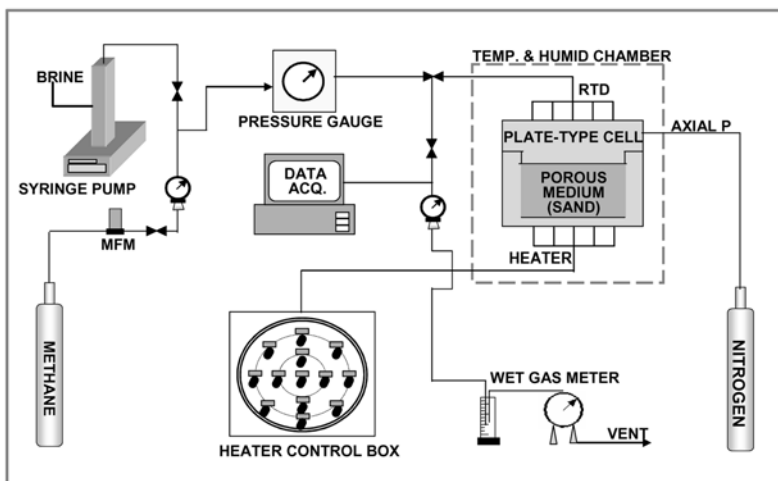 TEMP. & HUMID CHAMBER
BRINE
RTD
PRESSURE GAUGE
AXIAL P
PLATE-TYPE CELL
SYRINGE PUMP
DATA
ACQ.
POROUS
MEDIUM
(SAND)
MFM
HEATER
METHANE
NITROGEN
WET GAS METER
VENT
HEATER CONTROL BOX